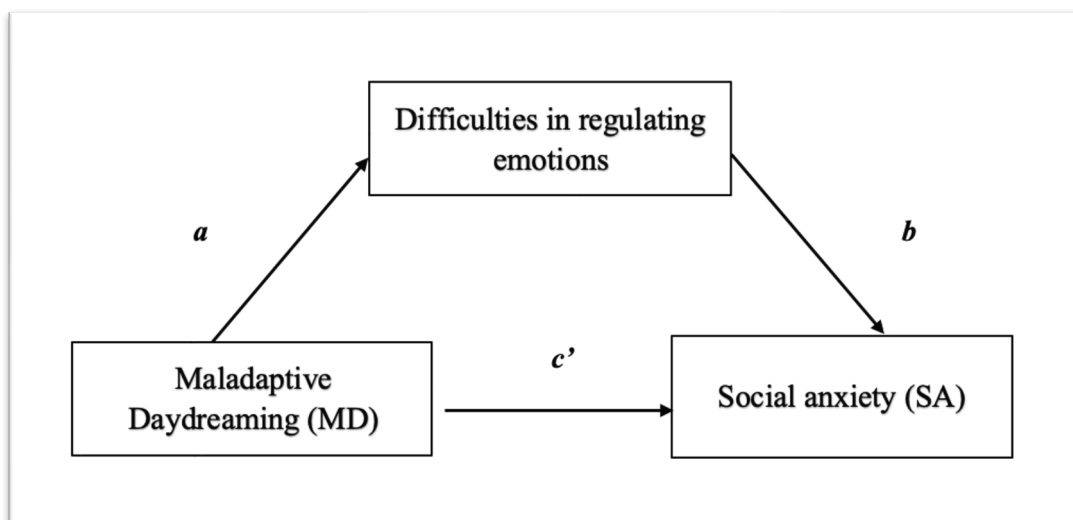 Difficulties in regulating
emotions
a
b
c’
Maladaptive
Daydreaming (MD)
Social anxiety (SA)